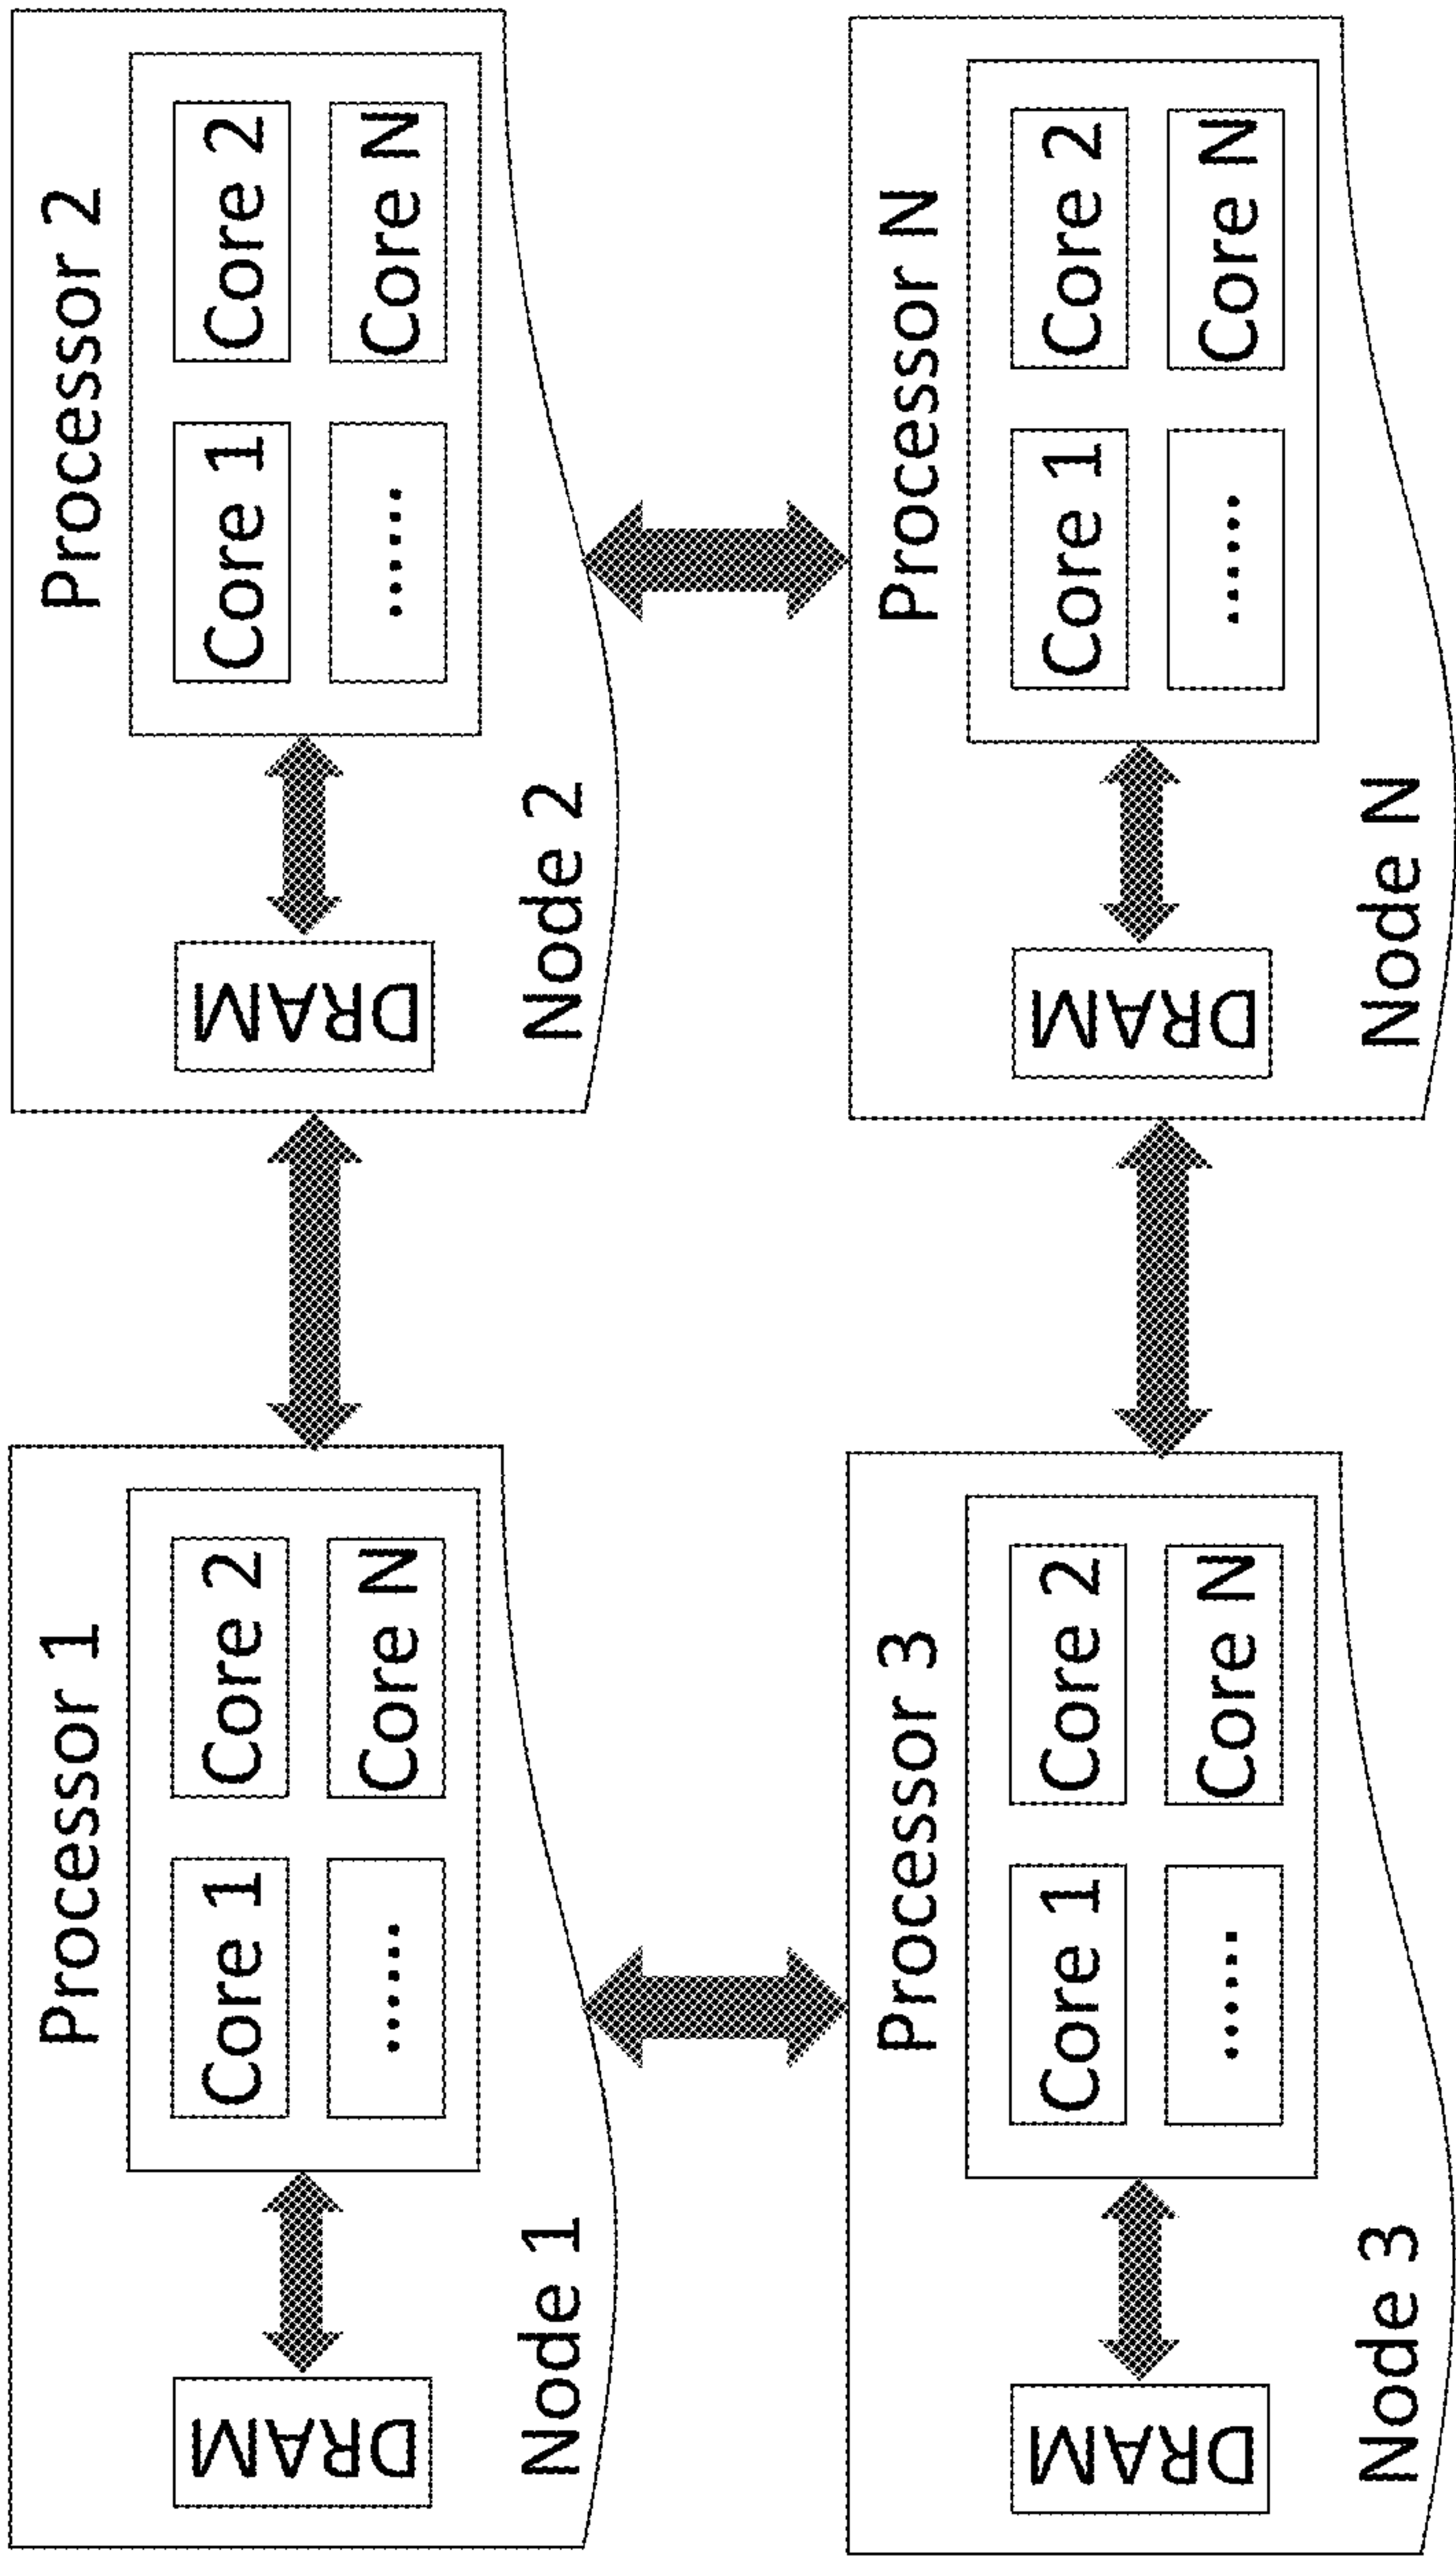 Processor 1
Core 1
Core 2
......
Core N
DRAM
Node 1
Processor 2
Core 1
Core 2
......
Core N
DRAM
Node 2
Processor 3
Core 1
Core 2
......
Core N
DRAM
Node 3
Processor N
Core 1
Core 2
......
Core N
DRAM
Node N